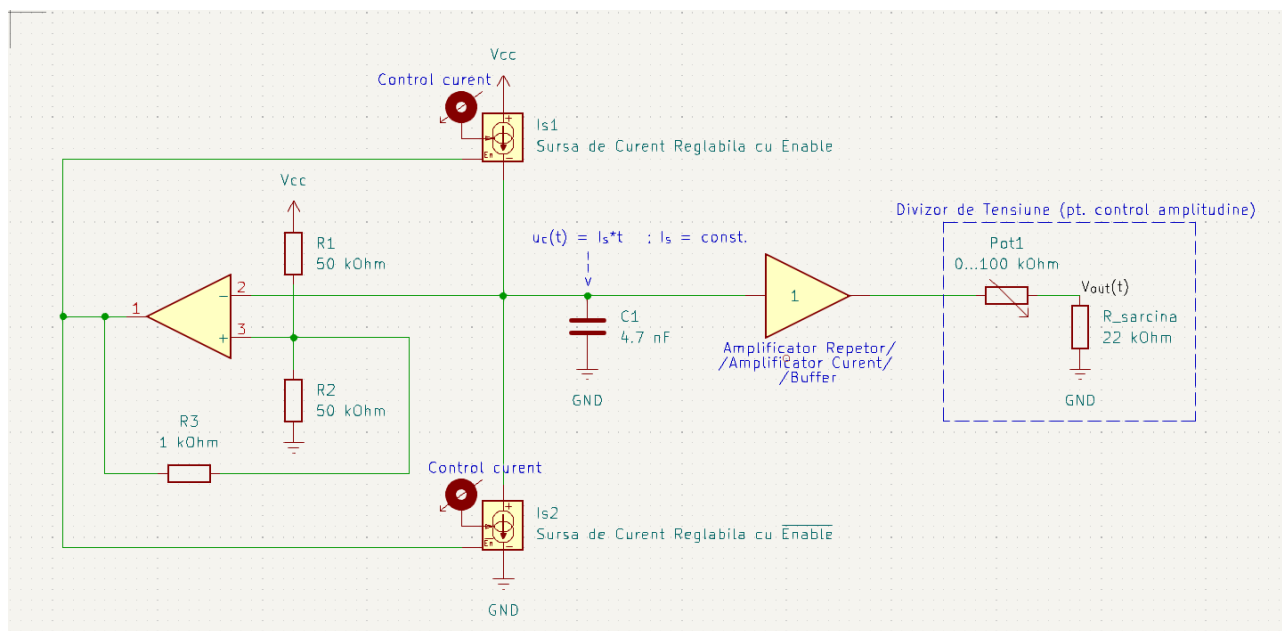 Vcc
Control curent
Is1
Sursa de Curent Reglabila cu Enable
+
En
−
Vcc
R1
50 kOhm
Divizor de Tensiune (pt. control amplitudine)
uc(t) = Is*t ; Is = const.
Pot1
0...100 kOhm
Vout(t)
R_sarcina
22 kOhm
GND
1
2
−
3
+
1
C1
4.7 nF
GND
Amplificator Repetor/
/Amplificator Curent/
/Buffer
R2
50 kOhm
R3
1 kOhm
Control curent
Is2
Sursa de Curent Reglabila cu Enable
+
En
−
GND